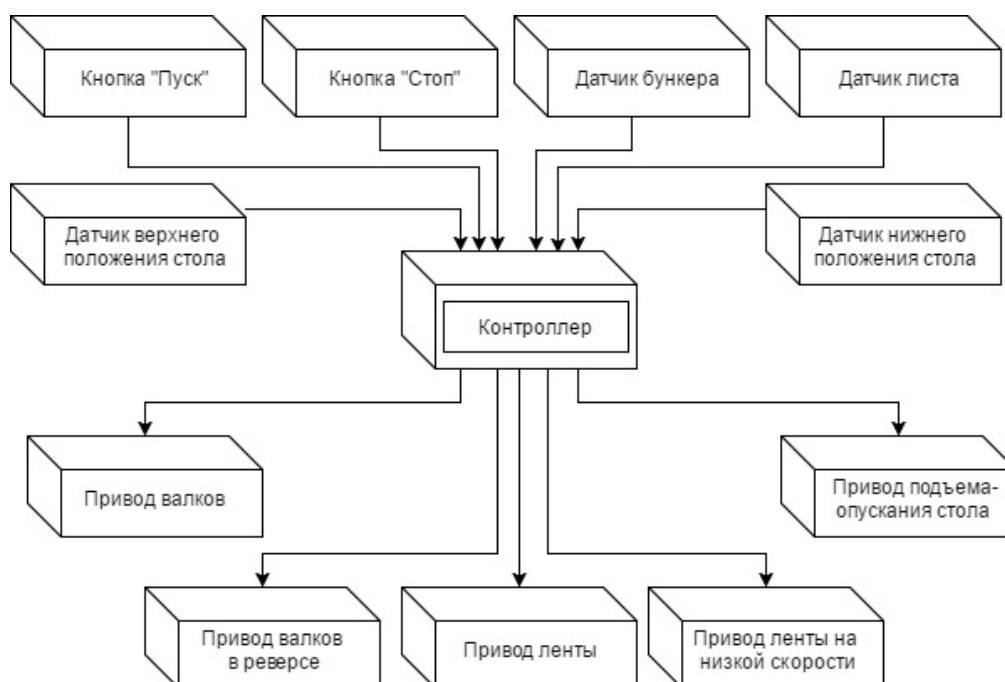 Кнопка "Пуск"
Кнопка "Стоп"
Датчик бункера
Датчик листа
Датчик верхнего
положения стола
Датчик нижнего
положения стола
Контроллер
Привод валков
Привод подъема-
опускания стола
Привод валков
в реверсе
Привод ленты
Привод ленты на
низкой скорости